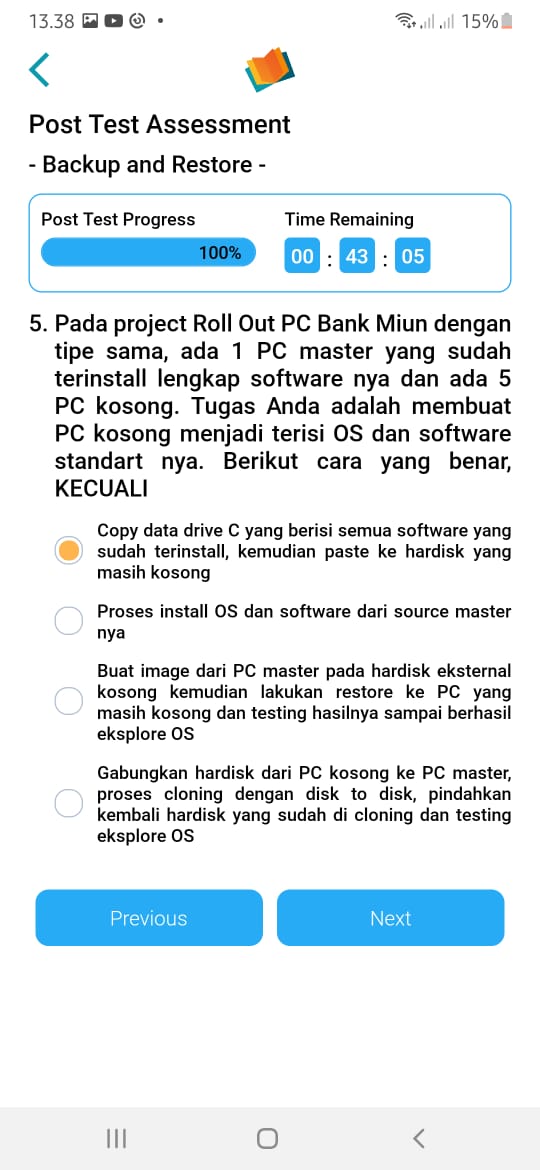 13.38
15%
Post Test Assessment
- Backup and Restore -
Post Test Progress
Time Remaining
100%
00 : 43 : 05
5. Pada project Roll Out PC Bank Miun dengan
tipe sama, ada 1 PC master yang sudah
terinstall lengkap software nya dan ada 5
PC kosong. Tugas Anda adalah membuat
PC kosong menjadi terisi OS dan software
standart nya. Berikut cara yang benar,
KECUALI
Copy data drive C yang berisi semua software yang
sudah terinstall, kemudian paste ke hardisk yang
masih kosong
Proses install OS dan software dari source master
nya
Buat image dari PC master pada hardisk eksternal
kosong kemudian lakukan restore ke PC yang
masih kosong dan testing hasilnya sampai berhasil
eksplore OS
Gabungkan hardisk dari PC kosong ke PC master,
proses cloning dengan disk to disk, pindahkan
kembali hardisk yang sudah di cloning dan testing
eksplore OS
Previous
Next